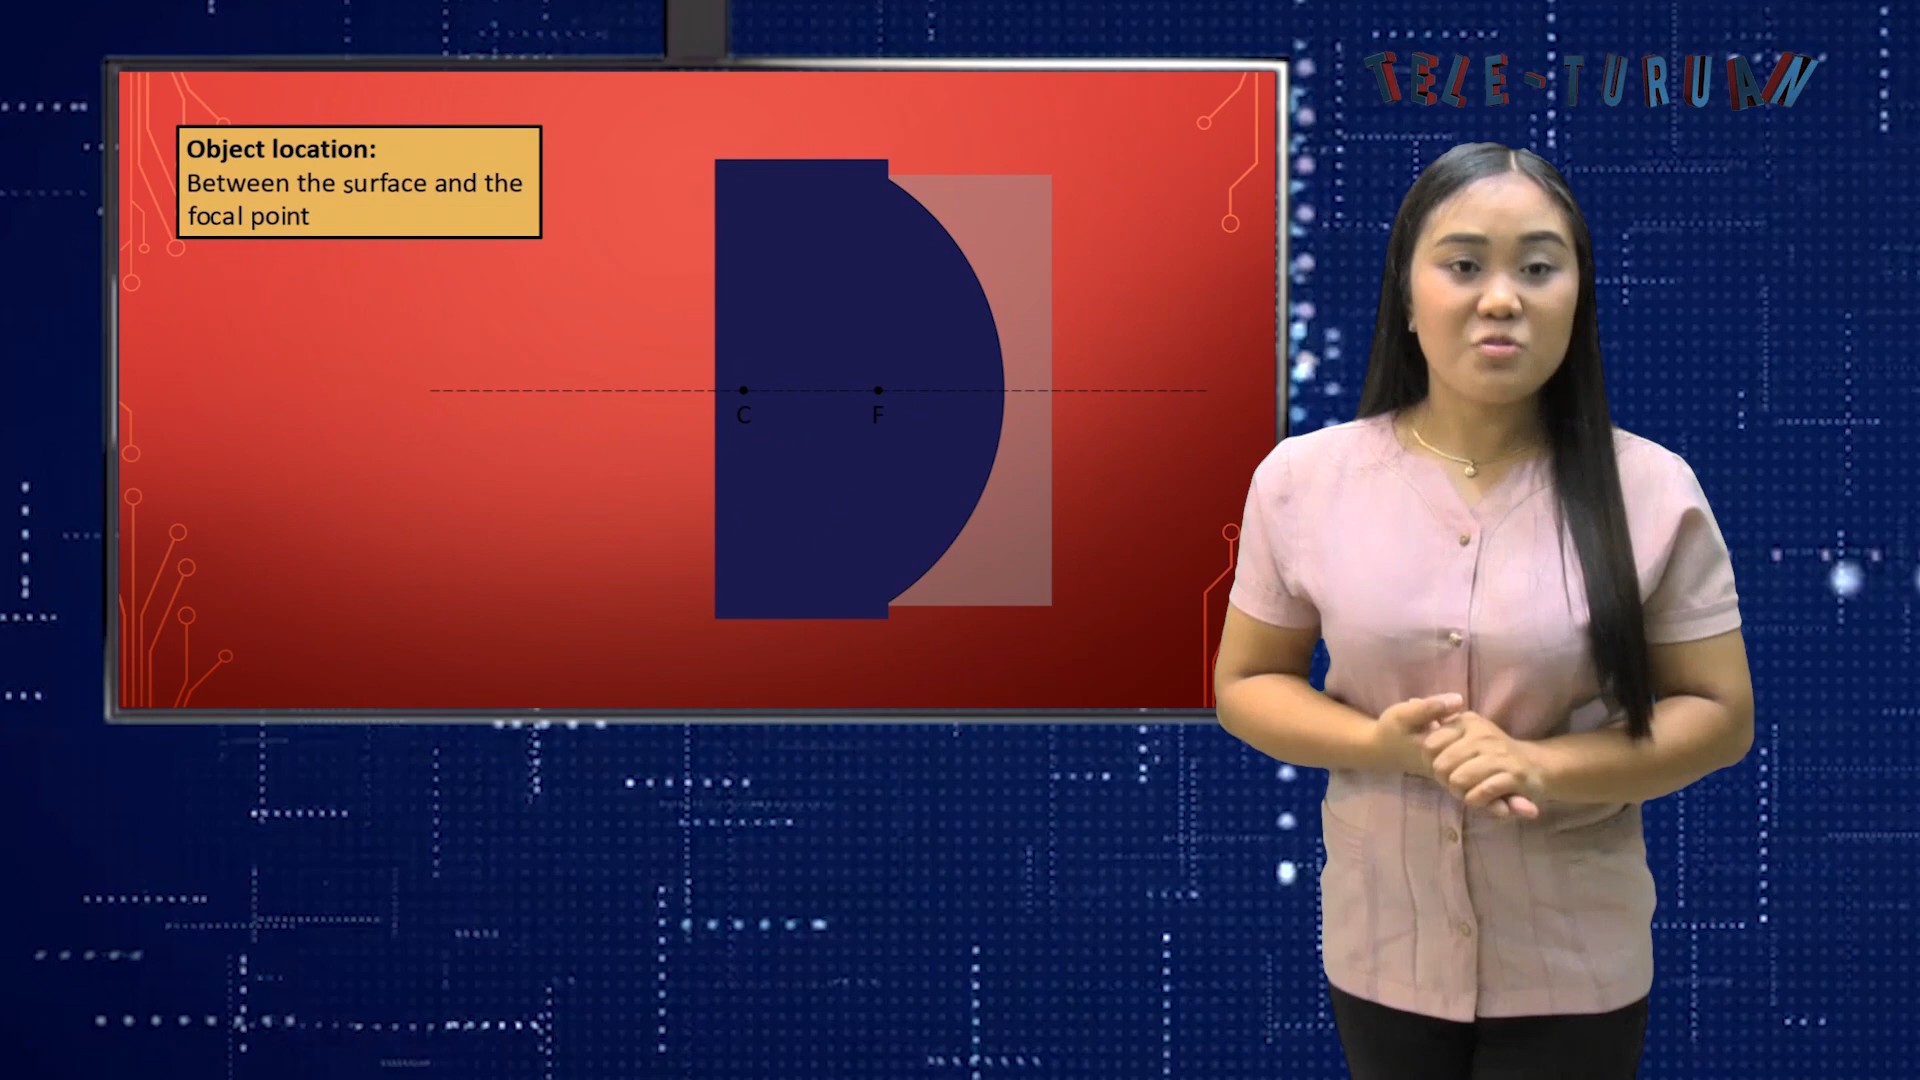 TELE-TURUAN
Object location:
Between the surface and the
focal point
C
F